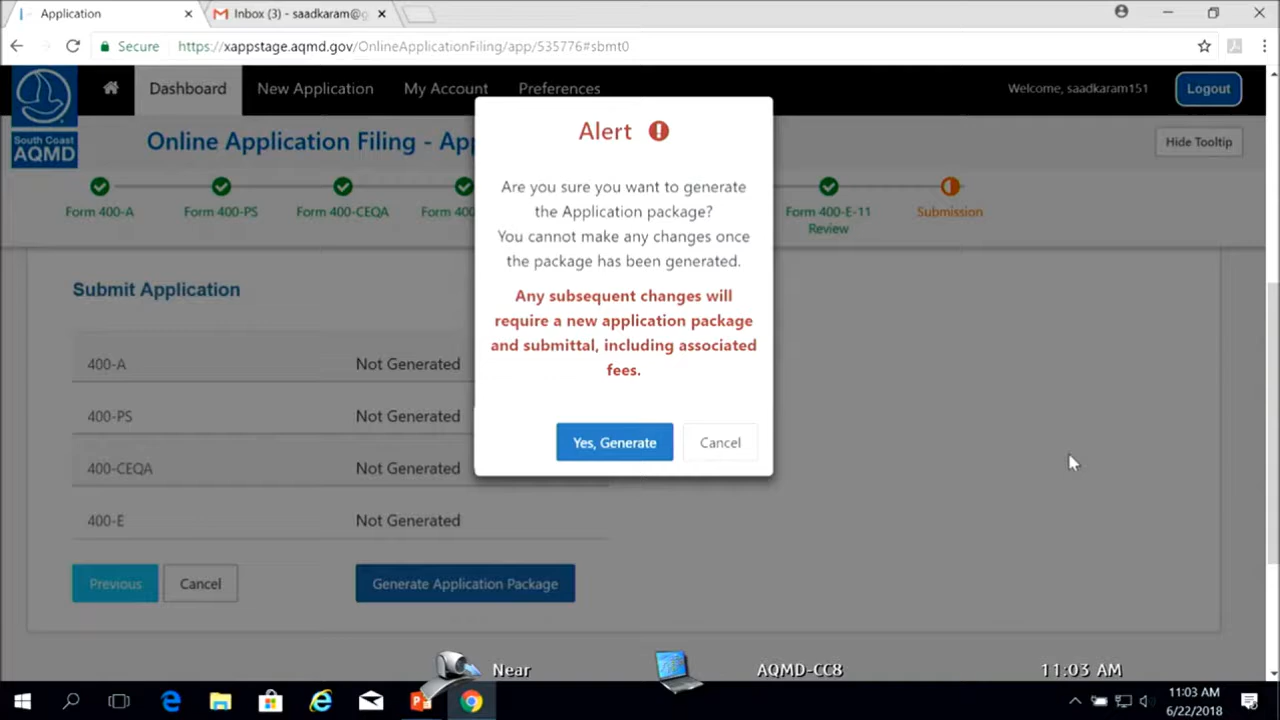 Application
Inbox (3) - saadkaram@g
Secure
https://xappstage.aqmd.gov/OnlineApplicationFiling/app/535776#sbmt0
South Coast
AQMD
Dashboard
New Application
My Account
Preferences
Welcome, saadkaram151
Logout
Online Application Filing - App
Hide Tooltip
Form 400-A
Form 400-PS
Form 400-CEQA
Form 400
Form 400-E-11
Review
Submission
Alert
Are you sure you want to generate
the Application package?
You cannot make any changes once
the package has been generated.
Any subsequent changes will
require a new application package
and submittal, including associated
fees.
Yes, Generate
Cancel
Submit Application
400-A Not Generated
400-PS Not Generated
400-CEQA Not Generated
400-E Not Generated
Previous
Cancel
Generate Application Package
Near
AQMD-CC8
11:03 AM
11:03 AM
6/22/2018